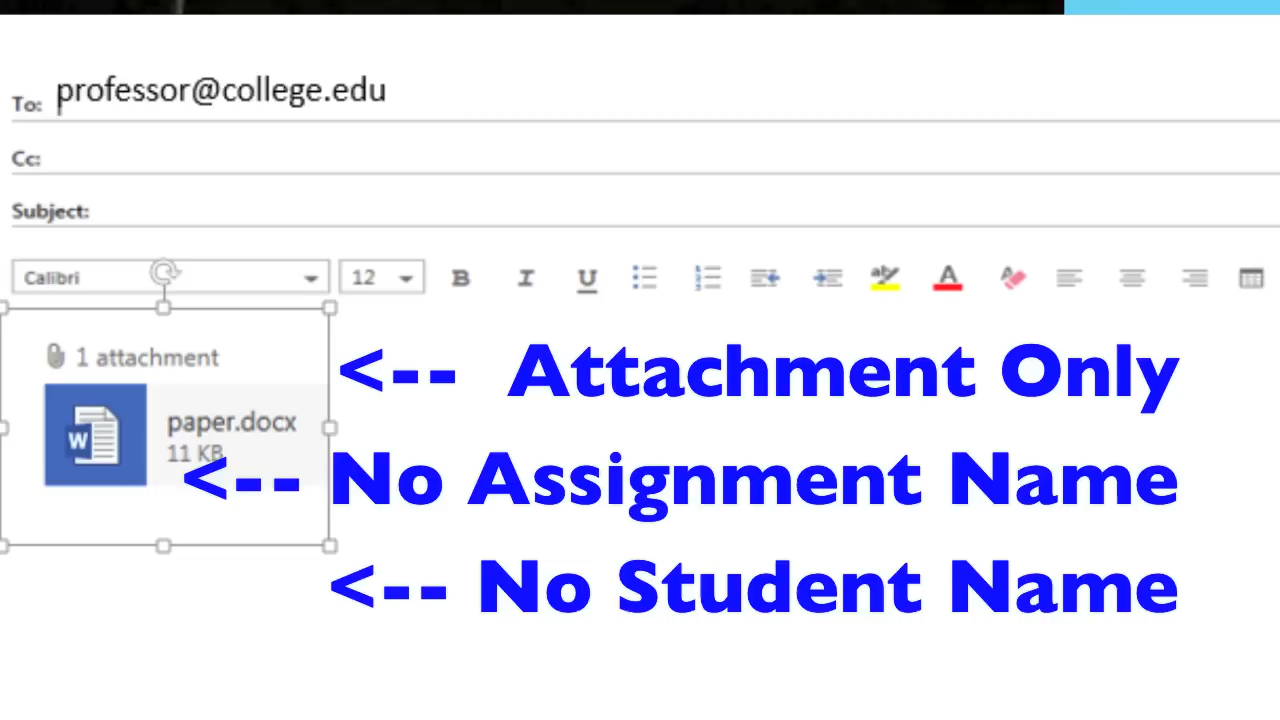 To: professor@college.edu
Cc:
Subject:
Calibri 12 B I U aby A
1 attachment
<-- Attachment Only
paper.docx
11 KB
W
<-- No Assignment Name
<-- No Student Name